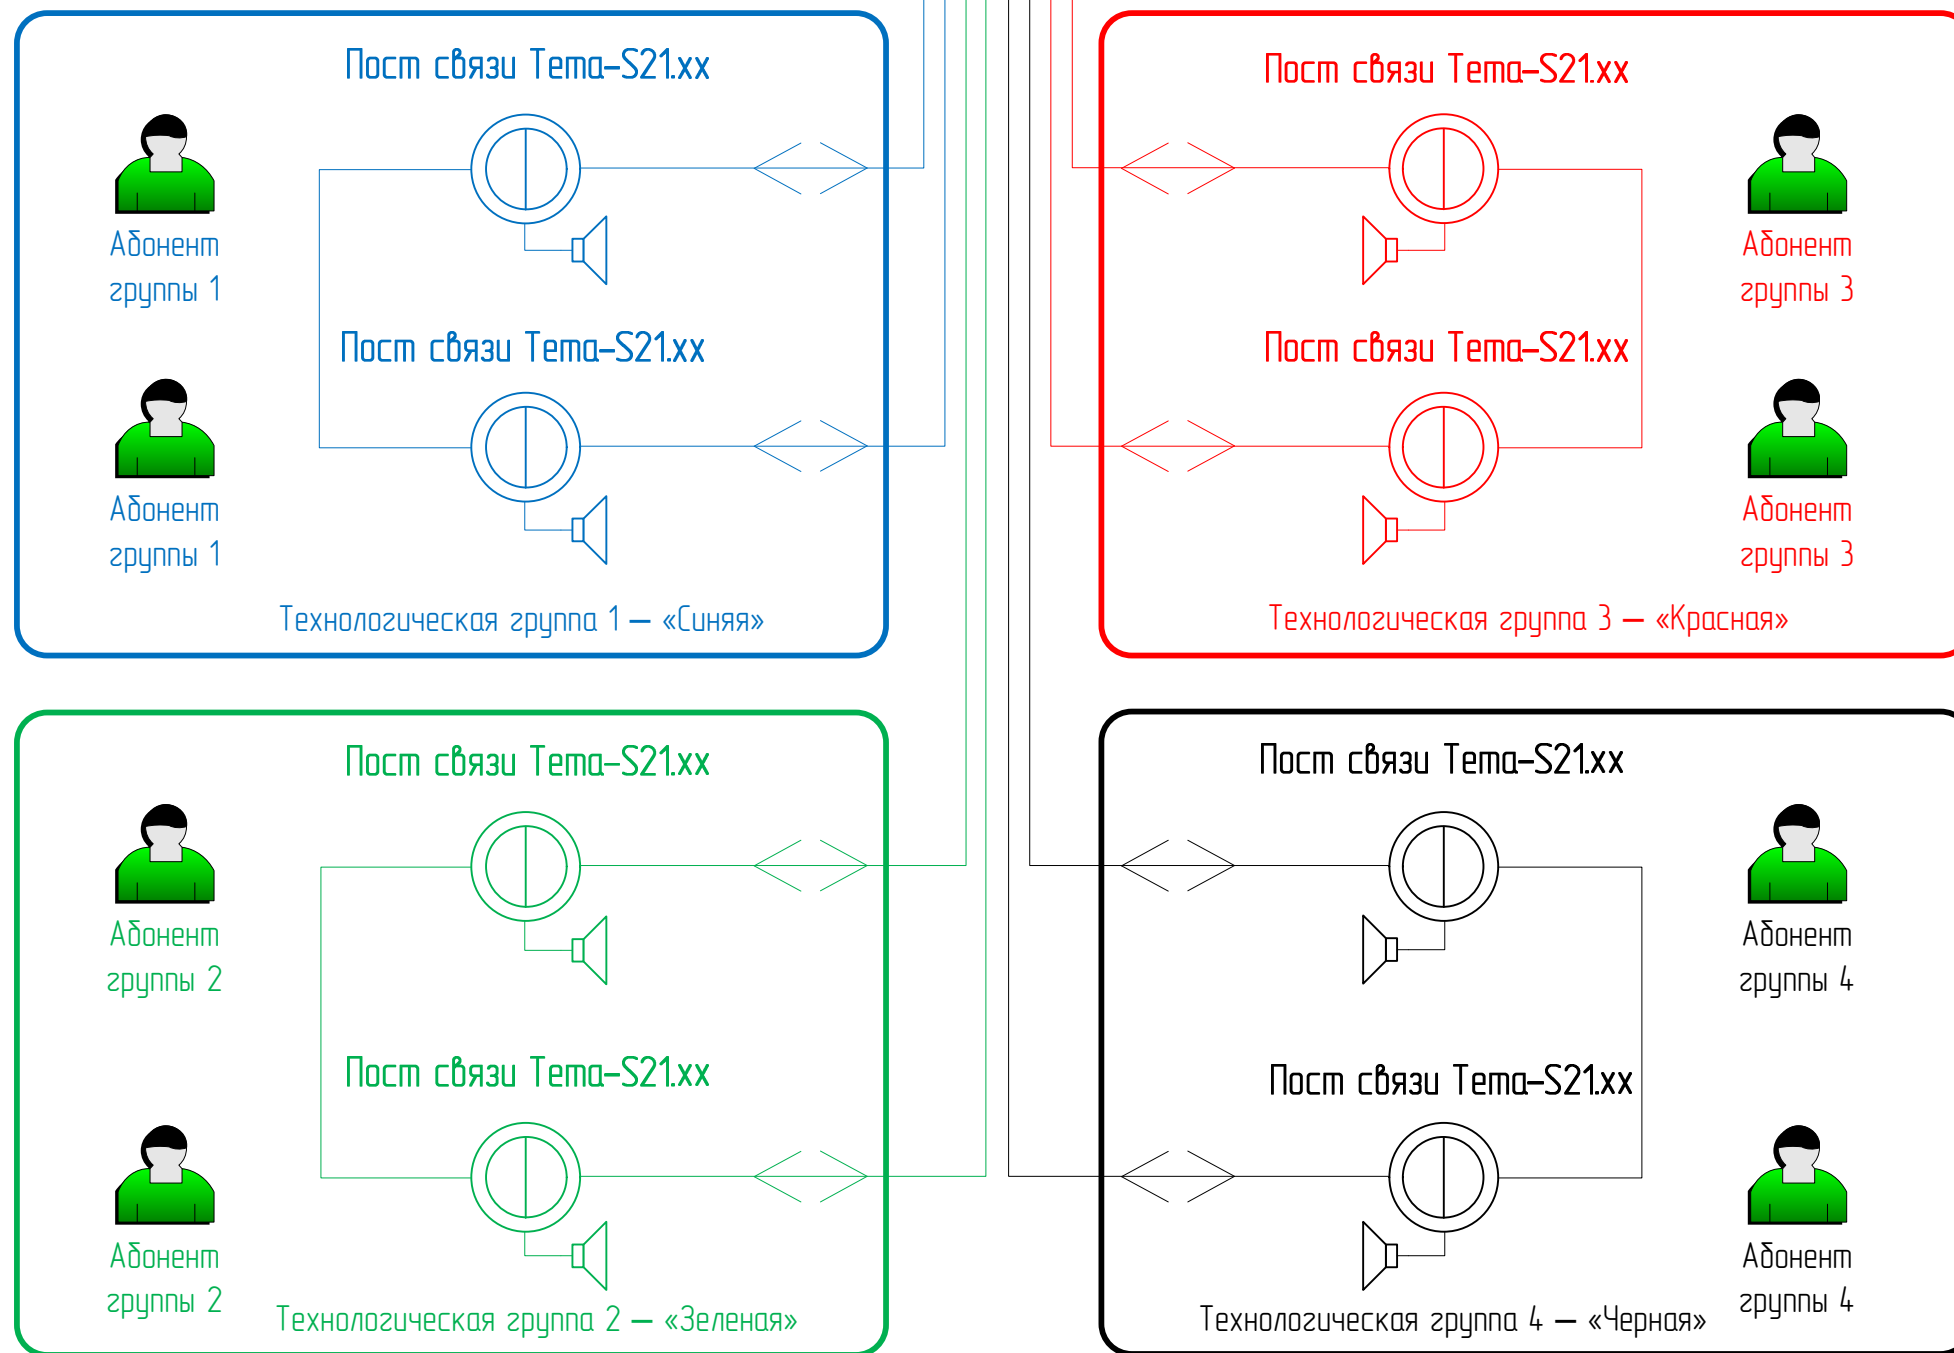 Пост связи Tema-S21.xx
Абонент
группы 1
Пост связи Tema-S21.xx
Абонент
группы 1
Технологическая группа 1 — «Синяя»
Пост связи Tema-S21.xx
Абонент
группы 3
Пост связи Tema-S21.xx
Абонент
группы 3
Технологическая группа 3 — «Красная»
Пост связи Tema-S21.xx
Абонент
группы 2
Пост связи Tema-S21.xx
Абонент
группы 2
Технологическая группа 2 — «Зеленая»
Пост связи Tema-S21.xx
Абонент
группы 4
Пост связи Tema-S21.xx
Абонент
группы 4
Технологическая группа 4 — «Черная»